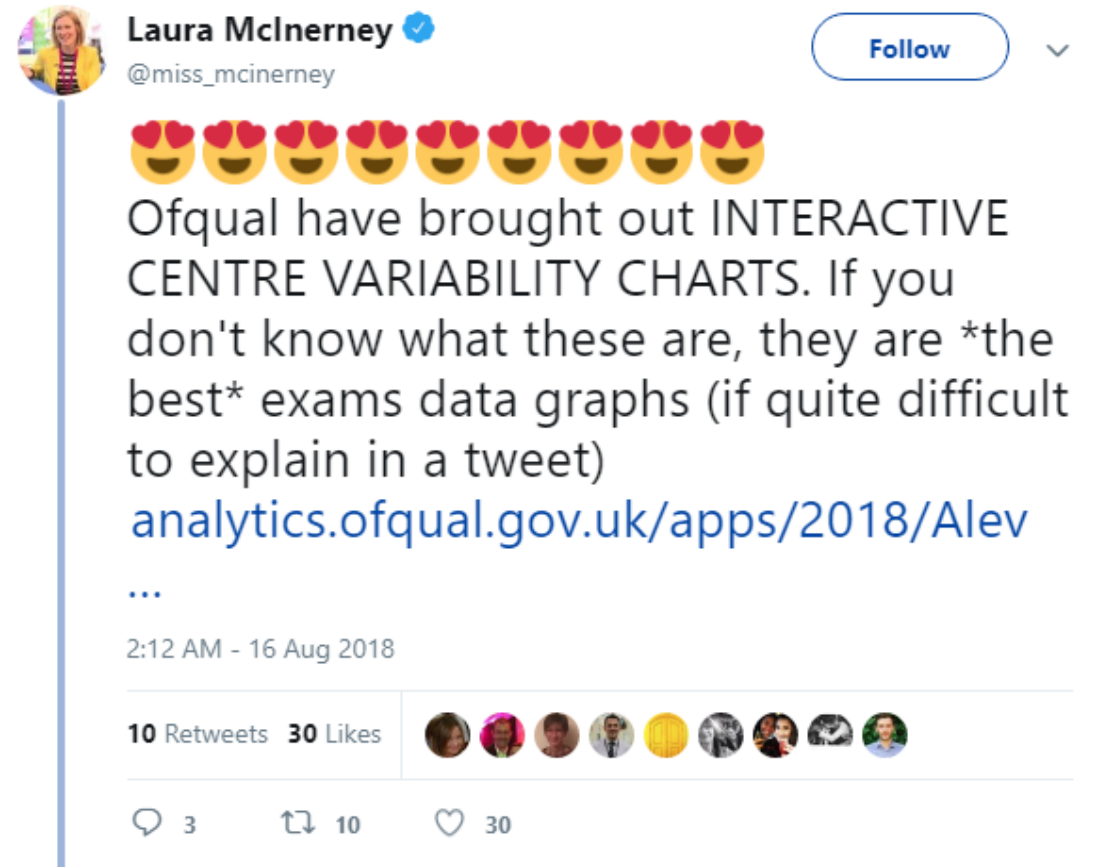 Laura McInerney
@miss_mcinerney
Follow
😍😍😍😍😍😍😍😍😍
Ofqual have brought out INTERACTIVE
CENTRE VARIABILITY CHARTS. If you
don't know what these are, they are *the
best* exams data graphs (if quite difficult
to explain in a tweet)
analytics.ofqual.gov.uk/apps/2018/Alev
...
2:12 AM - 16 Aug 2018
10 Retweets 30 Likes
3 10 30